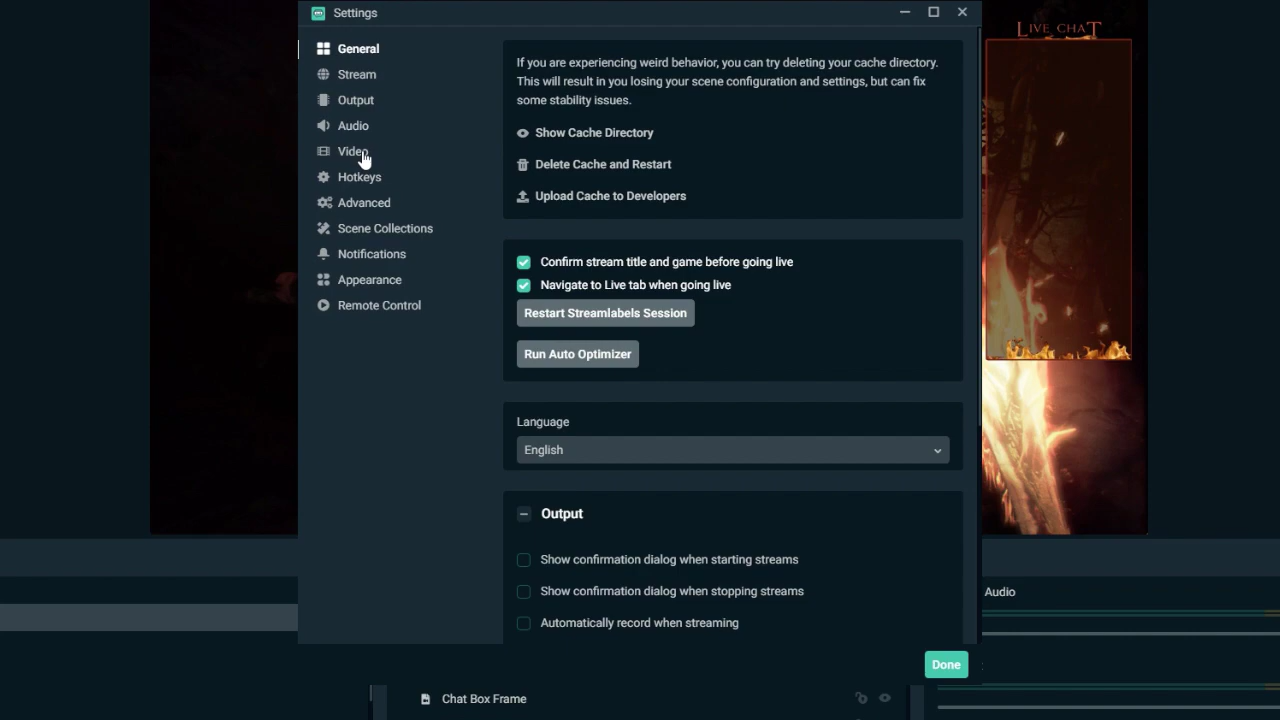 Settings
LIVE CHAT
General
Stream
Output
Audio
Video
Hotkeys
Advanced
Scene Collections
Notifications
Appearance
Remote Control
If you are experiencing weird behavior, you can try deleting your cache directory.
This will result in you losing your scene configuration and settings, but can fix
some stability issues.
Show Cache Directory
Delete Cache and Restart
Upload Cache to Developers
Confirm stream title and game before going live
Navigate to Live tab when going live
Restart Streamlabels Session
Run Auto Optimizer
Language
English
Output
Show confirmation dialog when starting streams
Show confirmation dialog when stopping streams
Automatically record when streaming
Audio
Done
Chat Box Frame